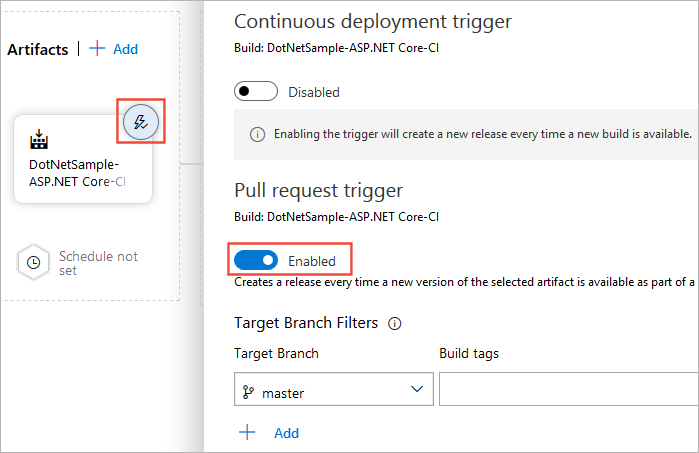 Artifacts | + Add
DotNetSample-
ASP.NET Core-CI
Schedule not
set
Continuous deployment trigger
Build: DotNetSample-ASP.NET Core-CI
Disabled
Enabling the trigger will create a new release every time a new build is available.
Pull request trigger
Build: DotNetSample-ASP.NET Core-CI
Enabled
Creates a release every time a new version of the selected artifact is available as part of a
Target Branch Filters
Target Branch
Build tags
master
+ Add